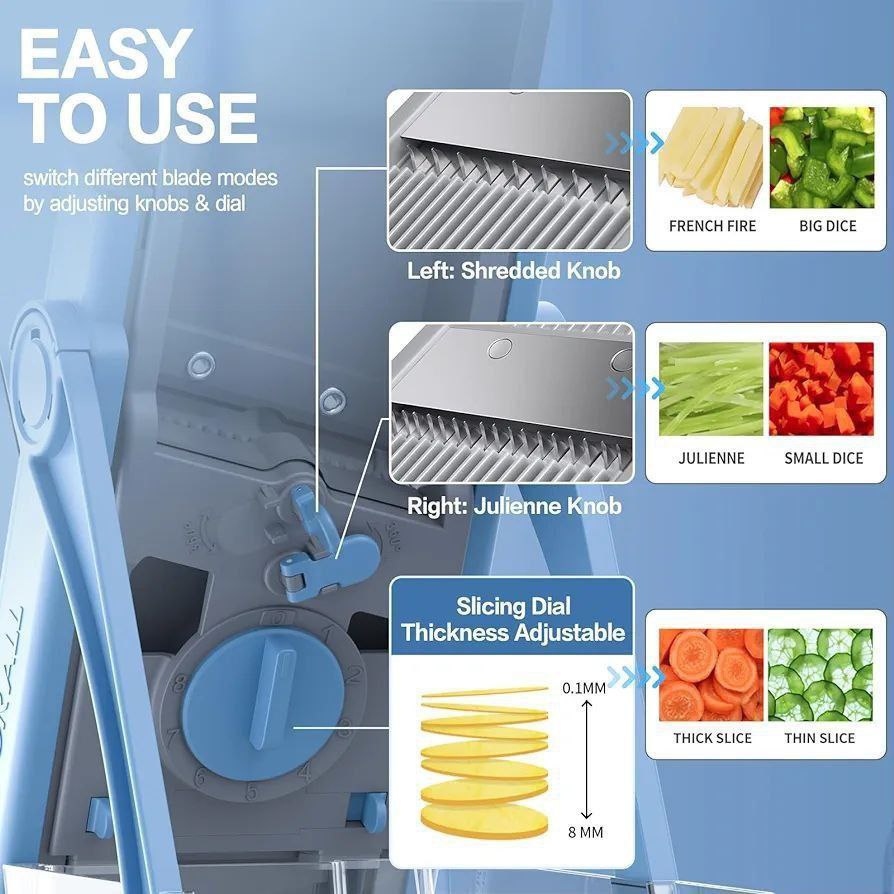 EASY
TO USE
switch different blade modes
by adjusting knobs & dial
FRENCH FIRE
BIG DICE
Left: Shredded Knob
JULIENNE
SMALL DICE
Right: Julienne Knob
Slicing Dial
Thickness Adjustable
0.1MM
8 MM
THICK SLICE
THIN SLICE
0
1
2
3
4
5
6
7
8